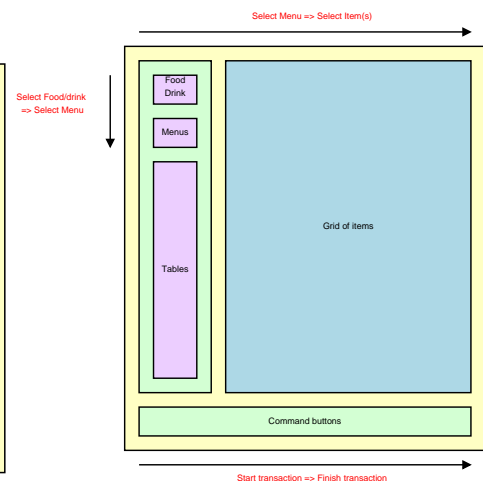 Select Menu => Select Item(s)
Select Food/drink
=> Select Menu
Food
Drink
Menus
Grid of items
Tables
Command buttons
Start transaction => Finish transaction